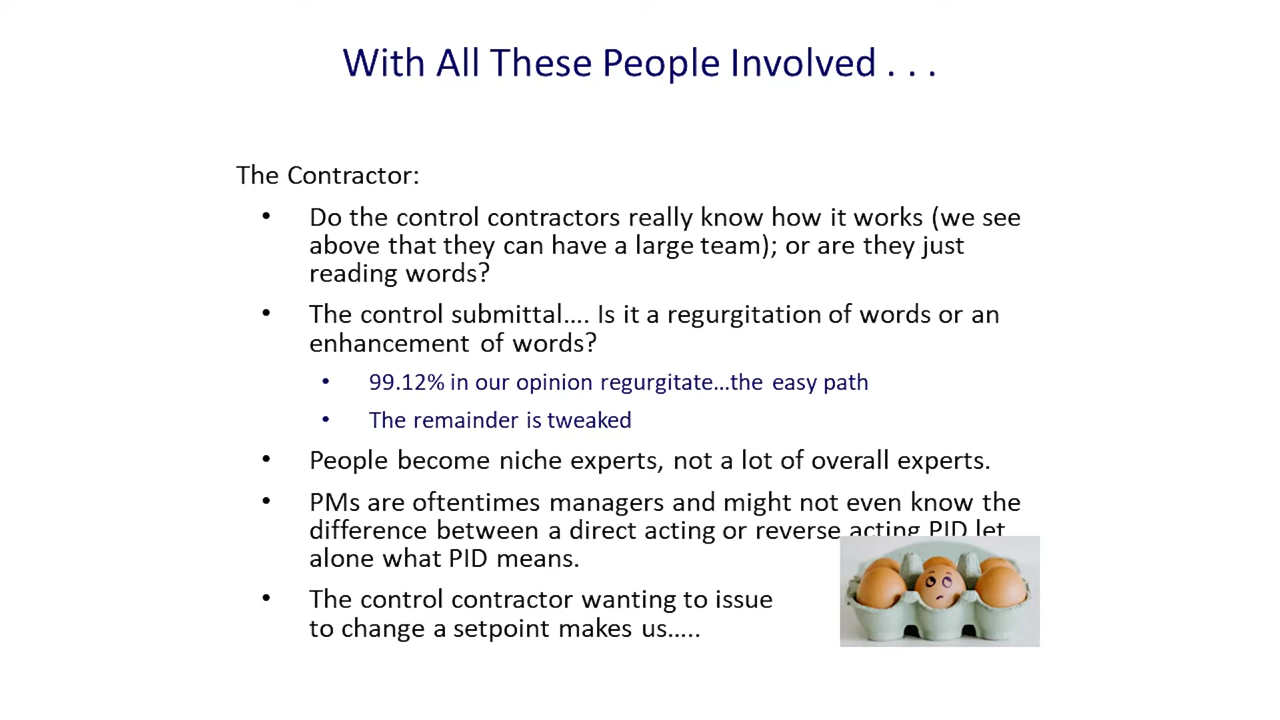 With All These People Involved . . .
The Contractor:
• Do the control contractors really know how it works (we see
above that they can have a large team); or are they just
reading words?
• The control submittal.... Is it a regurgitation of words or an
enhancement of words?
• 99.12% in our opinion regurgitate...the easy path
• The remainder is tweaked
• People become niche experts, not a lot of overall experts.
• PMs are oftentimes managers and might not even know the
difference between a direct acting or reverse acting PID let
alone what PID means.
• The control contractor wanting to issue
to change a setpoint makes us.....